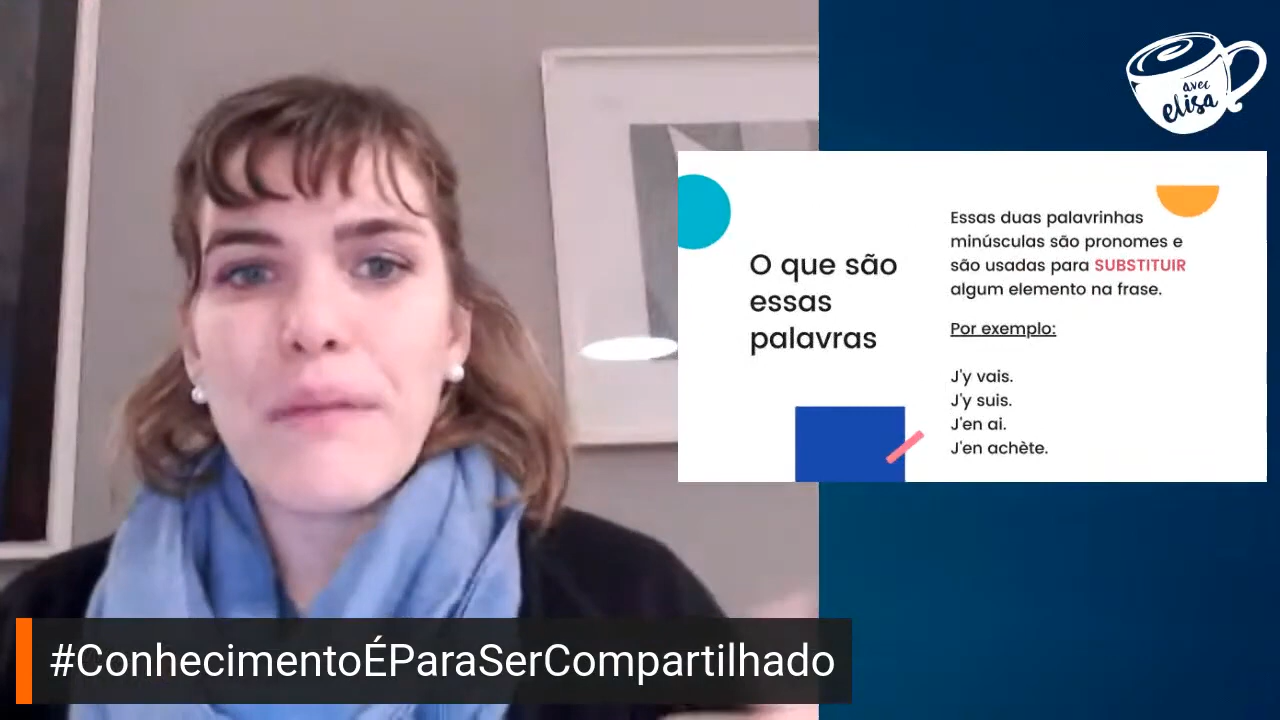 avec
elisa
O que são
essas
palavras
Essas duas palavrinhas
minúsculas são pronomes e
são usadas para SUBSTITUIR
algum elemento na frase.
Por exemplo:
J'y vais.
J'y suis.
J'en ai.
J'en achète.
#ConhecimentoÉParaSerCompartilhado